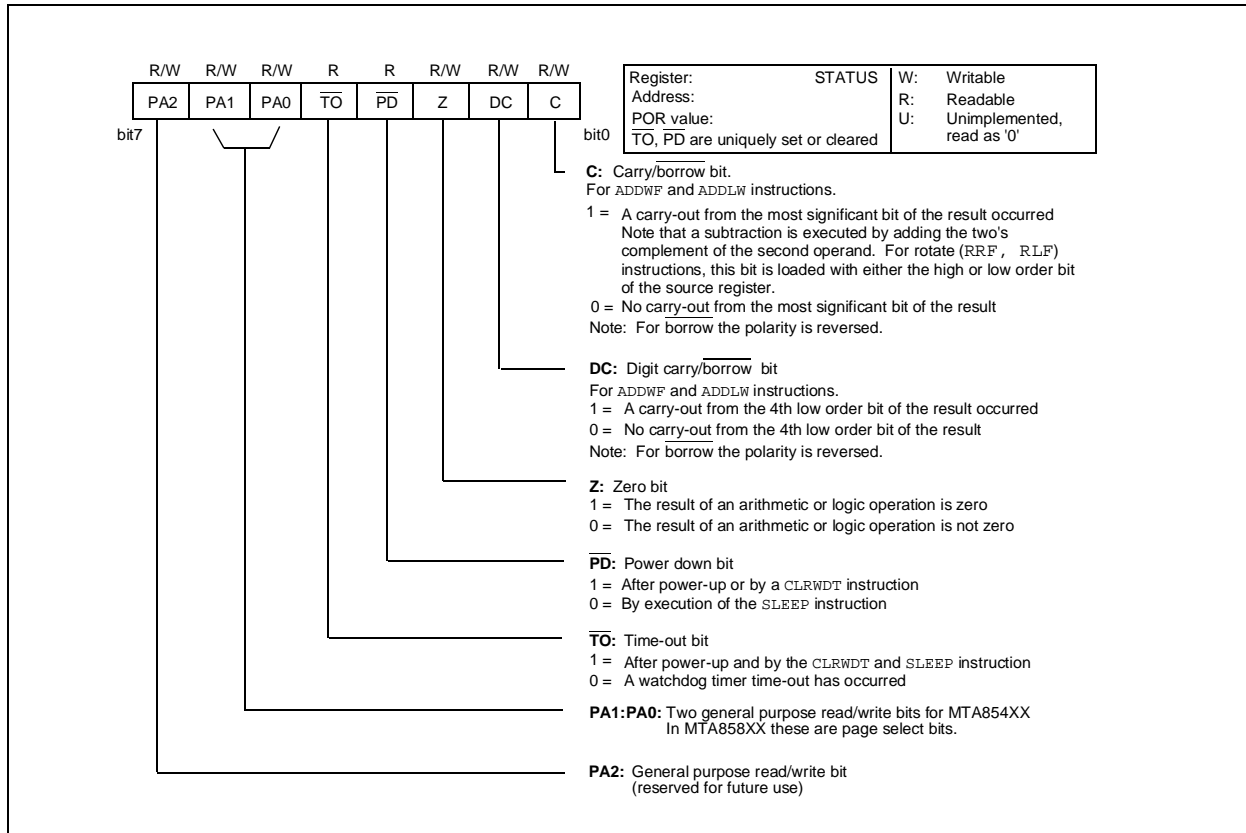 R/W R/W R/W R R R/W R/W R/W
PA2 PA1 PA0 TO PD Z DC C
bit7 bit0
Register: STATUS
Address:
POR value:
TO, PD are uniquely set or cleared
W: Writable
R: Readable
U: Unimplemented,
read as '0'
C: Carry/borrow bit.
For ADDWF and ADDLW instructions.
1 = A carry-out from the most significant bit of the result occurred
Note that a subtraction is executed by adding the two's
complement of the second operand. For rotate (RRF, RLF)
instructions, this bit is loaded with either the high or low order bit
of the source register.
0 = No carry-out from the most significant bit of the result
Note: For borrow the polarity is reversed.
DC: Digit carry/borrow bit
For ADDWF and ADDLW instructions.
1 = A carry-out from the 4th low order bit of the result occurred
0 = No carry-out from the 4th low order bit of the result
Note: For borrow the polarity is reversed.
Z: Zero bit
1 = The result of an arithmetic or logic operation is zero
0 = The result of an arithmetic or logic operation is not zero
PD: Power down bit
1 = After power-up or by a CLRWDT instruction
0 = By execution of the SLEEP instruction
TO: Time-out bit
1 = After power-up and by the CLRWDT and SLEEP instruction
0 = A watchdog timer time-out has occurred
PA1:PA0: Two general purpose read/write bits for MTA854XX
In MTA858XX these are page select bits.
PA2: General purpose read/write bit
(reserved for future use)